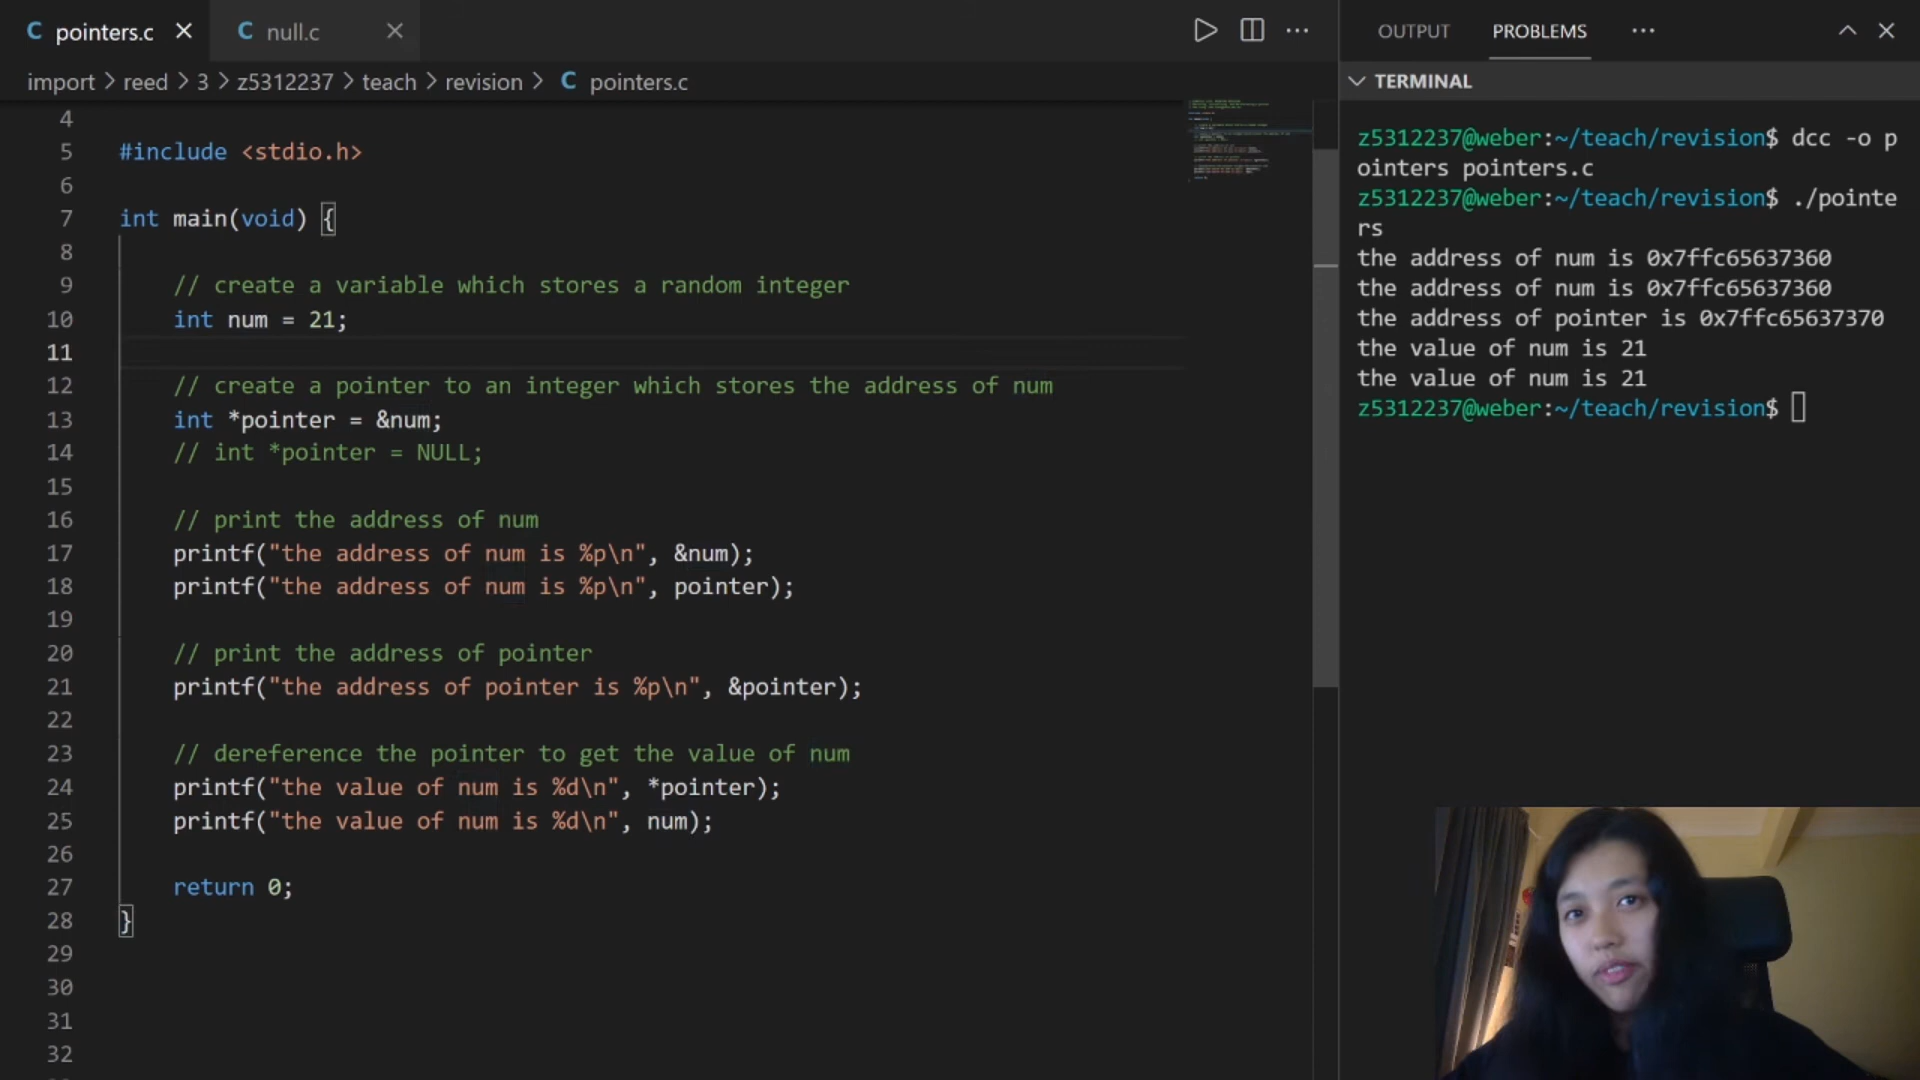 C pointers.c
C null.c
import > reed > 3 > z5312237 > teach > revision > C pointers.c
4
5 #include <stdio.h>
6
7 int main(void) {
8
9 // create a variable which stores a random integer
10 int num = 21;
11
12 // create a pointer to an integer which stores the address of num
13 int *pointer = &num;
14 // int *pointer = NULL;
15
16 // print the address of num
17 printf("the address of num is %p\n", &num);
18 printf("the address of num is %p\n", pointer);
19
20 // print the address of pointer
21 printf("the address of pointer is %p\n", &pointer);
22
23 // dereference the pointer to get the value of num
24 printf("the value of num is %d\n", *pointer);
25 printf("the value of num is %d\n", num);
26
27 return 0;
28 }
29
30
31
32
OUTPUT PROBLEMS
TERMINAL
z5312237@weber:~/teach/revision$ dcc -o p
ointers pointers.c
z5312237@weber:~/teach/revision$ ./pointe
rs
the address of num is 0x7ffc65637360
the address of num is 0x7ffc65637360
the address of pointer is 0x7ffc65637370
the value of num is 21
the value of num is 21
z5312237@weber:~/teach/revision$